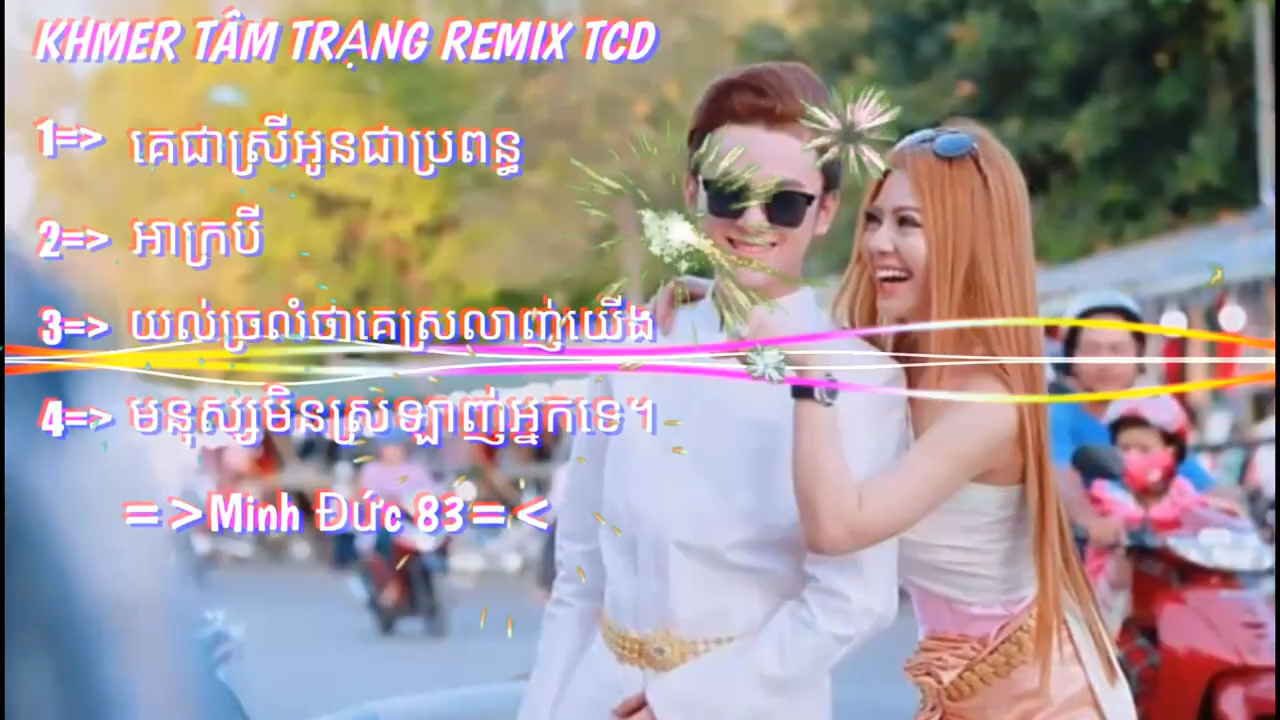 KHMER TÂM TRẠNG REMIX TCD
1=> គេជាស្រីអូនជាប្រពន្ធ
2=> អាក្របី
3=> យល់ច្រលំថាគេស្រលាញ់យើង
4=> មនុស្សមិនស្រឡាញ់អ្នកទេ។
=>Minh Đức 83=<